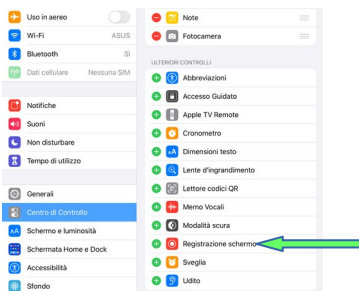 Uso in aereo
Wi-Fi ASUS
Bluetooth Sì
Dati cellulare Nessuna SIM
Notifiche
Suoni
Non disturbare
Tempo di utilizzo
Generali
Centro di Controllo
AA Schermo e luminosità
Schermata Home e Dock
Accessibilità
Sfondo
Note
Fotocamera
ULTERIORI CONTROLLI
Abbreviazioni
Accesso Guidato
Apple TV Remote
Cronometro
AA Dimensioni testo
Lente d'ingrandimento
Lettore codici QR
Memo Vocali
Modalità scura
Registrazione schermo
Sveglia
Udito